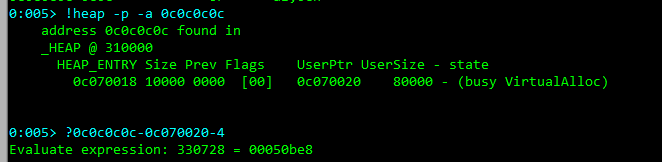 0:005> !heap -p -a 0c0c0c0c
address 0c0c0c0c found in
_HEAP @ 310000
HEAP_ENTRY Size Prev Flags UserPtr UserSize - state
0c070018 10000 0000 [00] 0c070020 80000 - (busy VirtualAlloc)
0:005> ?0c0c0c0c-0c070020-4
Evaluate expression: 330728 = 00050be8